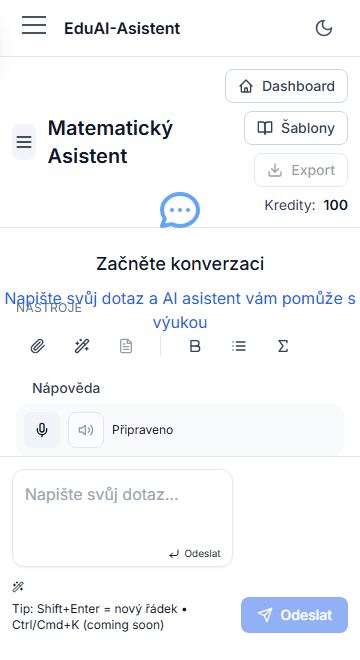 EduAI-Asistent
Dashboard
Matematický
Asistent
Šablony
Export
Kredity: 100
Začněte konverzaci
Napište svůj dotaz a AI asistent vám pomůže s
výukou
NÁSTROJE
B
Σ
Nápověda
Připraveno
Napište svůj dotaz...
Odeslat
Tip: Shift+Enter = nový řádek •
Ctrl/Cmd+K (coming soon)
Odeslat